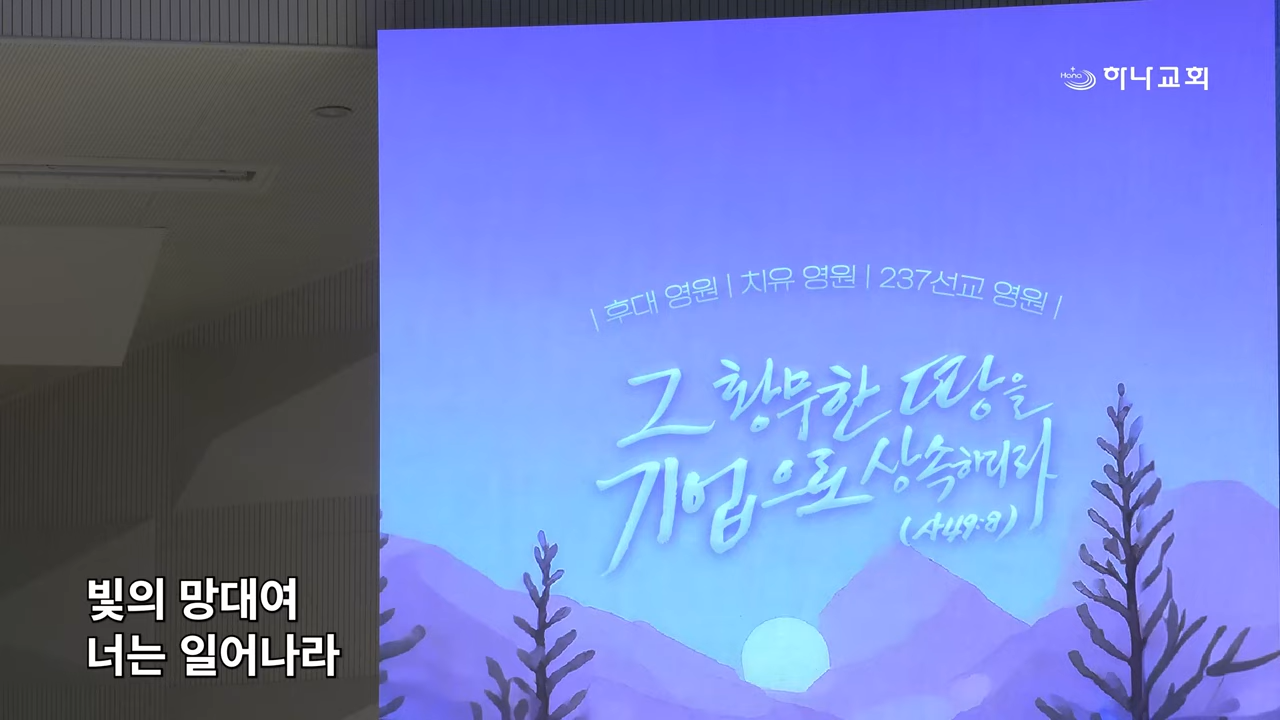 Hana 하나교회
| 후대 영원 | 치유 영원 | 237선교 영원 |
그 황무한 땅을
기업으로 상속하리라
(사49:8)
빛의 망대여
너는 일어나라